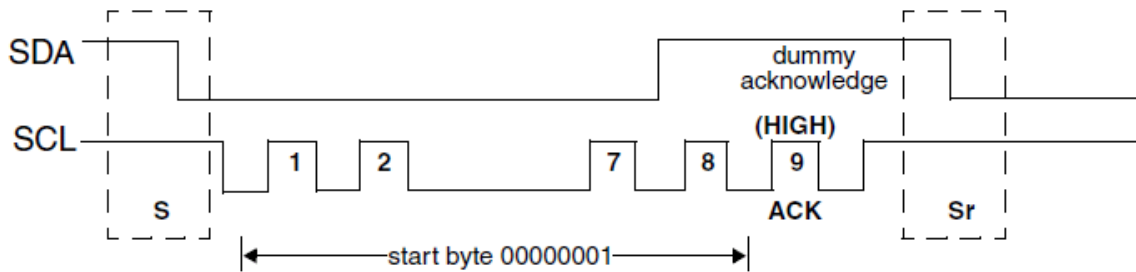 SDA
dummy
acknowledge
SCL
(HIGH)
1
2
7
8
9
S
ACK
Sr
start byte 00000001